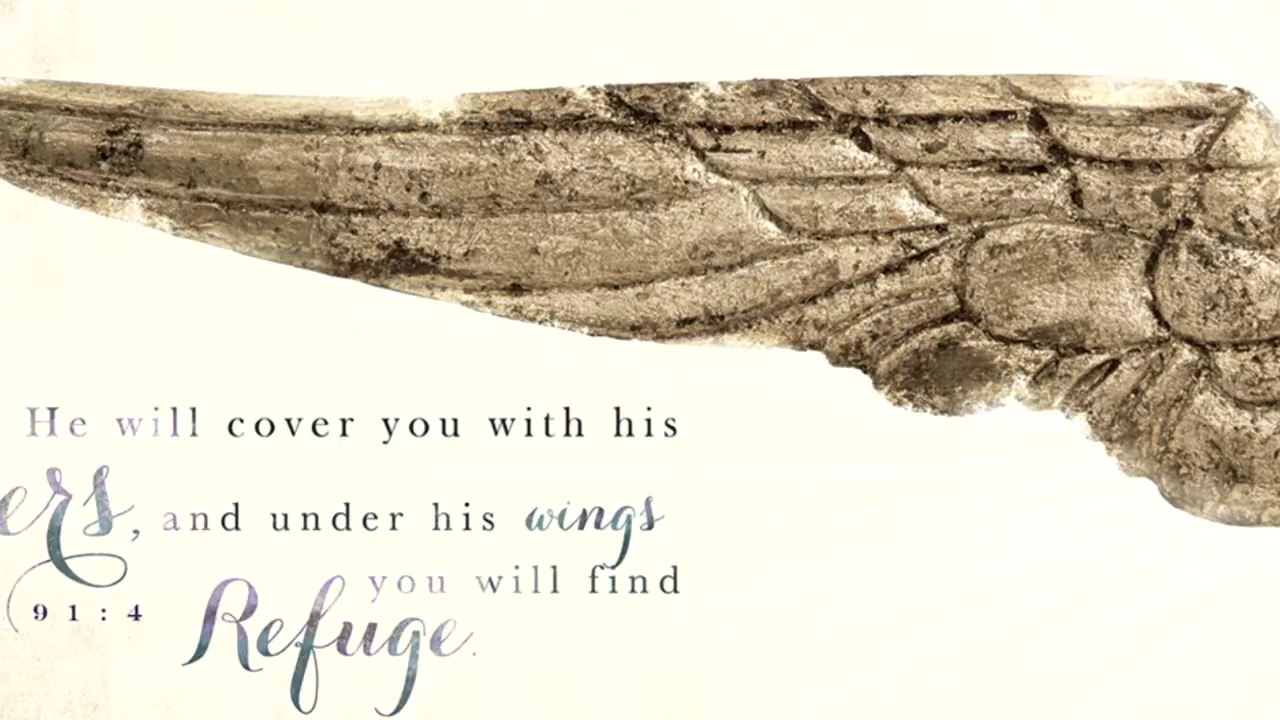 He will cover you with his
ers, and under his wings
you will find
91:4
Refuge.